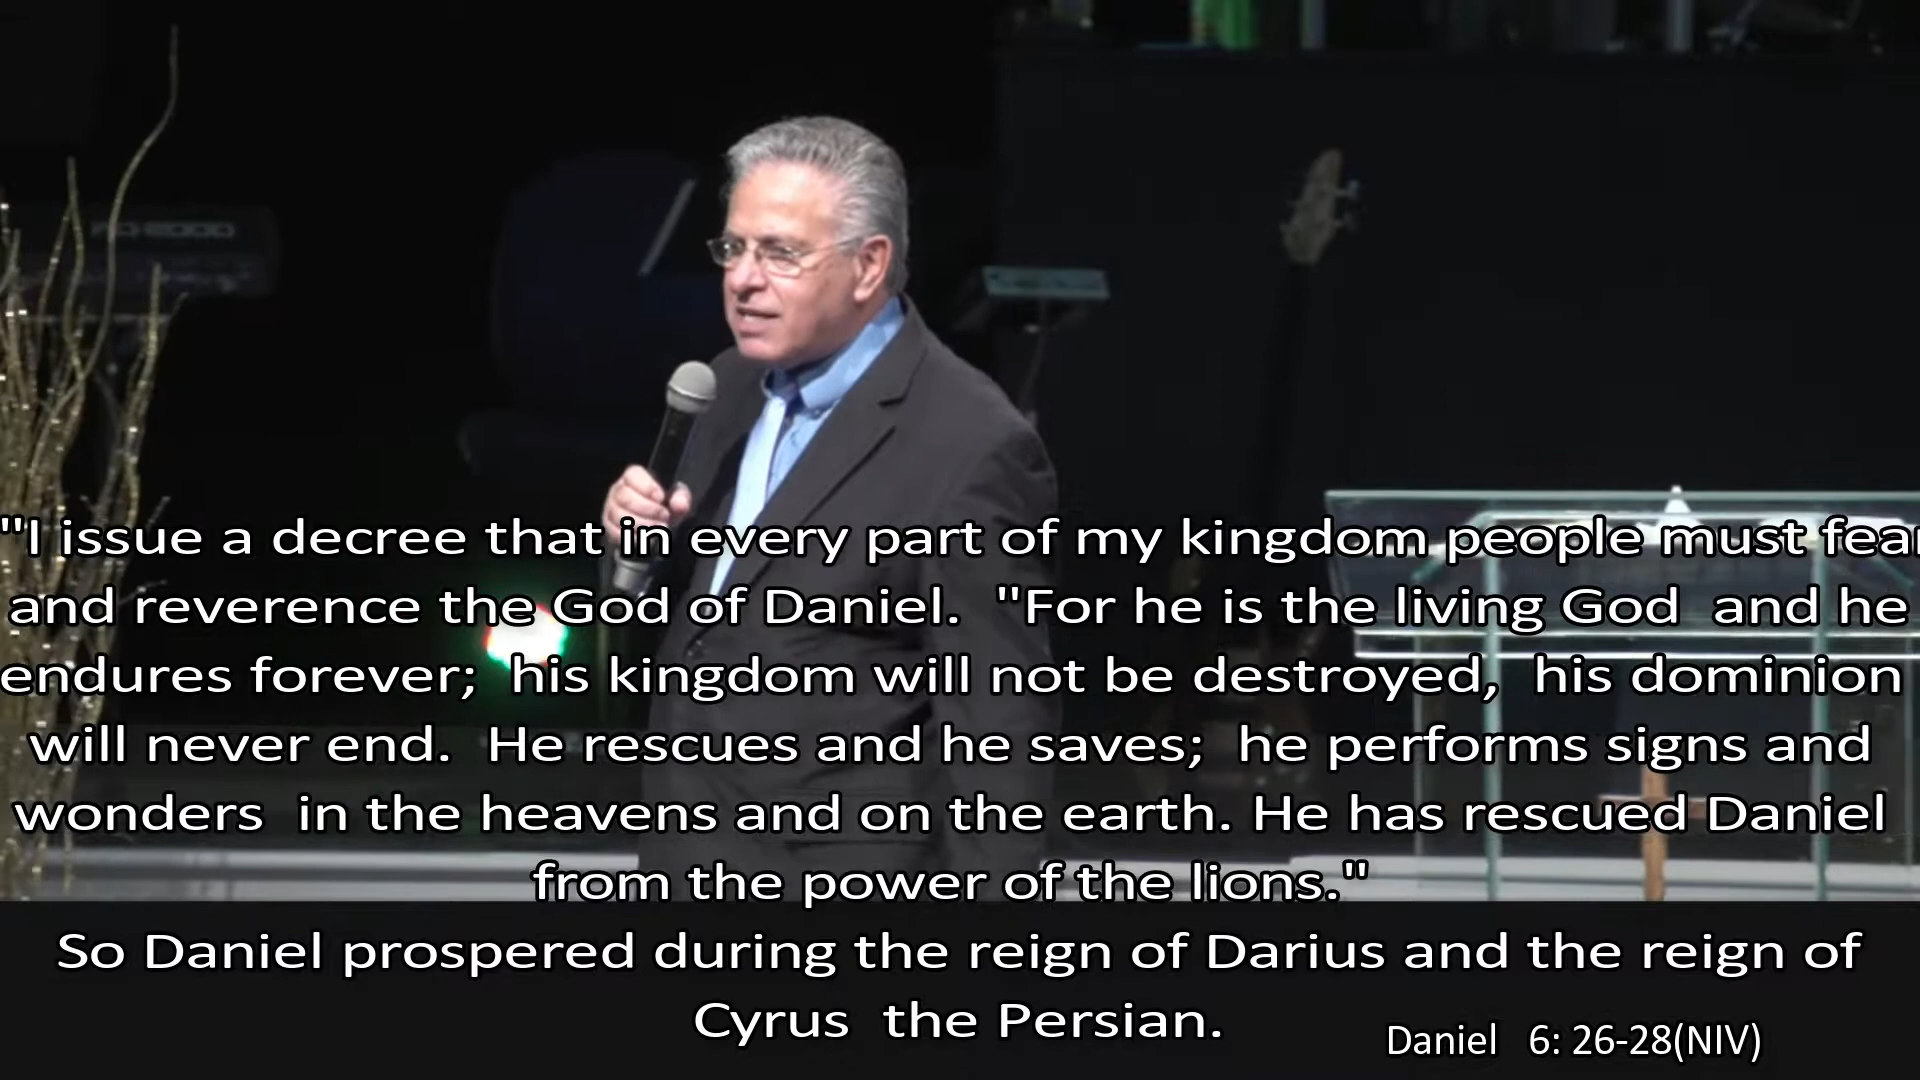 "I issue a decree that in every part of my kingdom people must fear
and reverence the God of Daniel.  "For he is the living God  and he
endures forever;  his kingdom will not be destroyed,  his dominion
will never end.  He rescues and he saves;  he performs signs and
wonders  in the heavens and on the earth. He has rescued Daniel
from the power of the lions."
So Daniel prospered during the reign of Darius and the reign of
Cyrus  the Persian.
Daniel   6: 26-28(NIV)